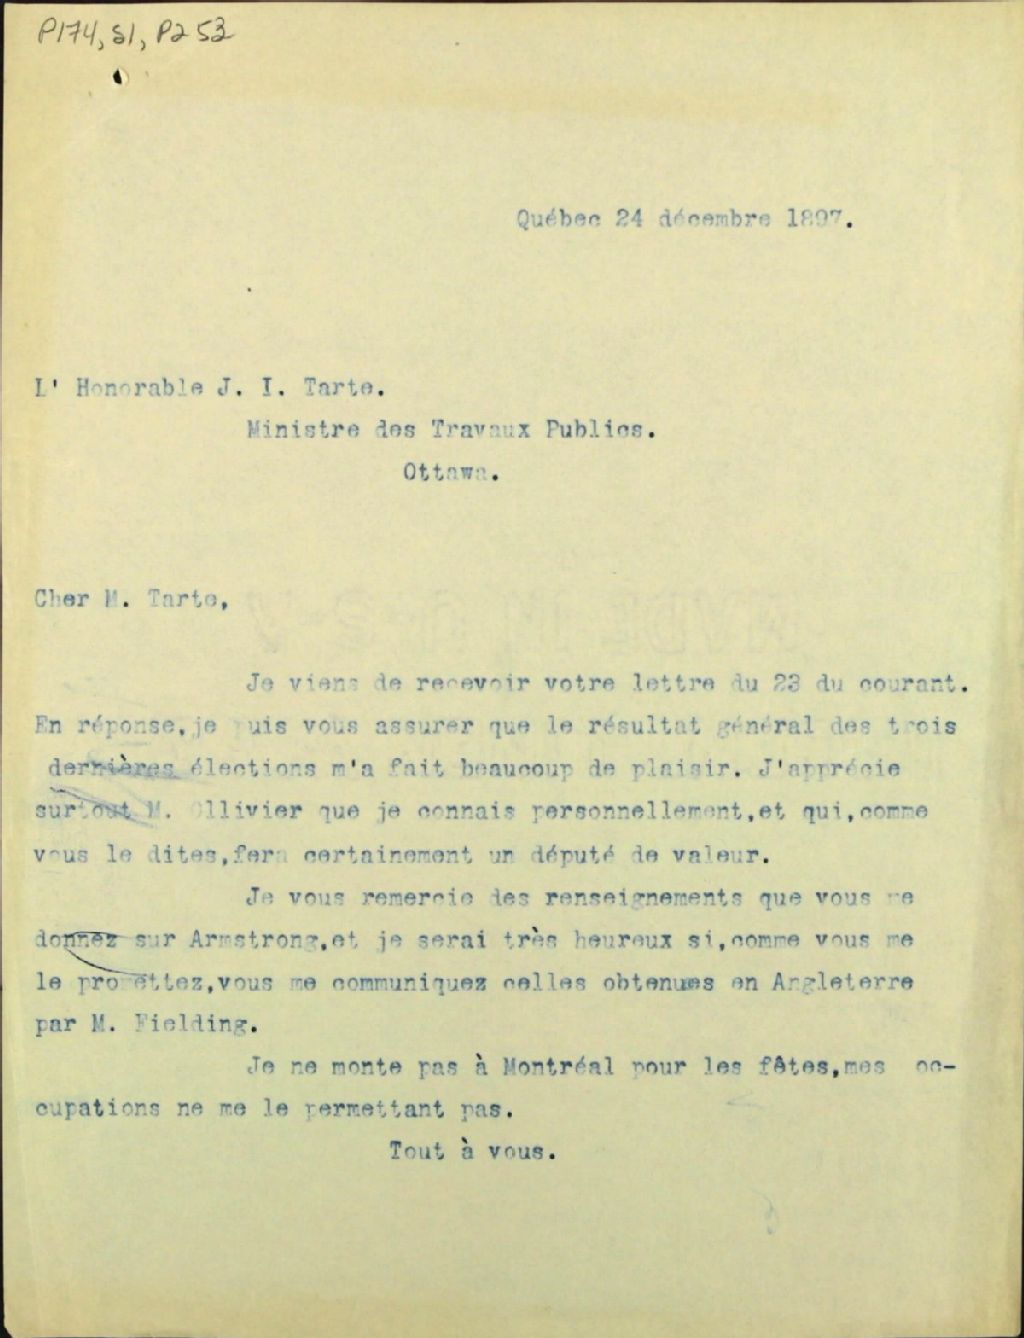 P174, S1, P253
Québec 24 décembre 1897.
L' Honorable J. I. Tarte.
Ministre des Travaux Publics.
Ottawa.
Cher M. Tarte,
Je viens de recevoir votre lettre du 23 du courant.
En réponse,je puis vous assurer que le résultat général des trois
dernières élections m'a fait beaucoup de plaisir. J'apprécie
surtout M. Ollivier que je connais personnellement,et qui,comme
vous le dites,fera certainement un député de valeur.
Je vous remercie des renseignements que vous me
donnez sur Armstrong,et je serai très heureux si,comme vous me
le promettez,vous me communiquez celles obtenues en Angleterre
par M. Fielding.
Je ne monte pas à Montréal pour les fêtes,mes oc-
cupations ne me le permettant pas.
Tout à vous.